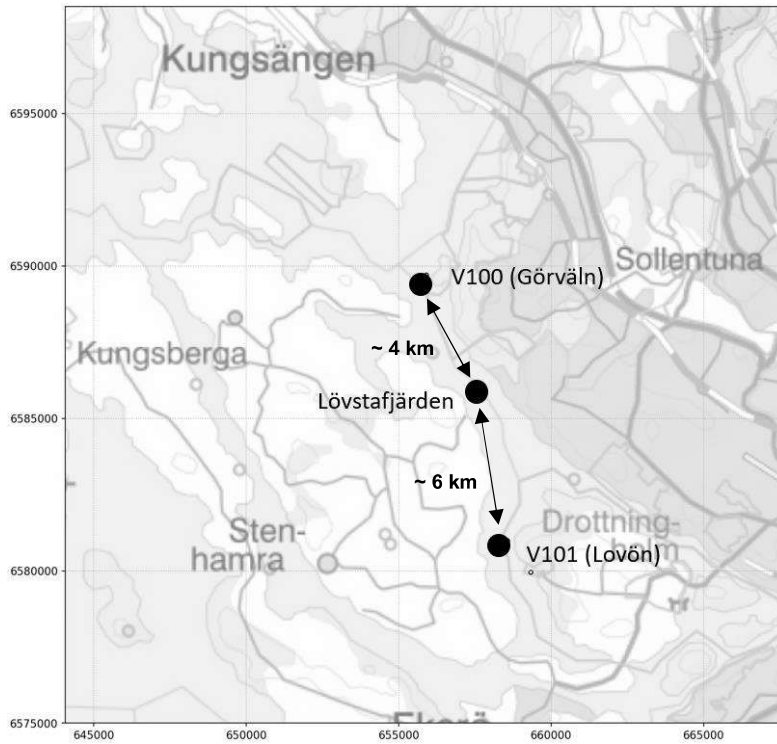 Kungsängen
6595000
6590000
V100 (Görväln)
Sollentuna
~ 4 km
Kungsberga
Lövstafjärden
6585000
~ 6 km
Drottning-
holm
Sten-
hamra
V101 (Lovön)
6580000
Ekerö
6575000
645000
650000
655000
660000
665000